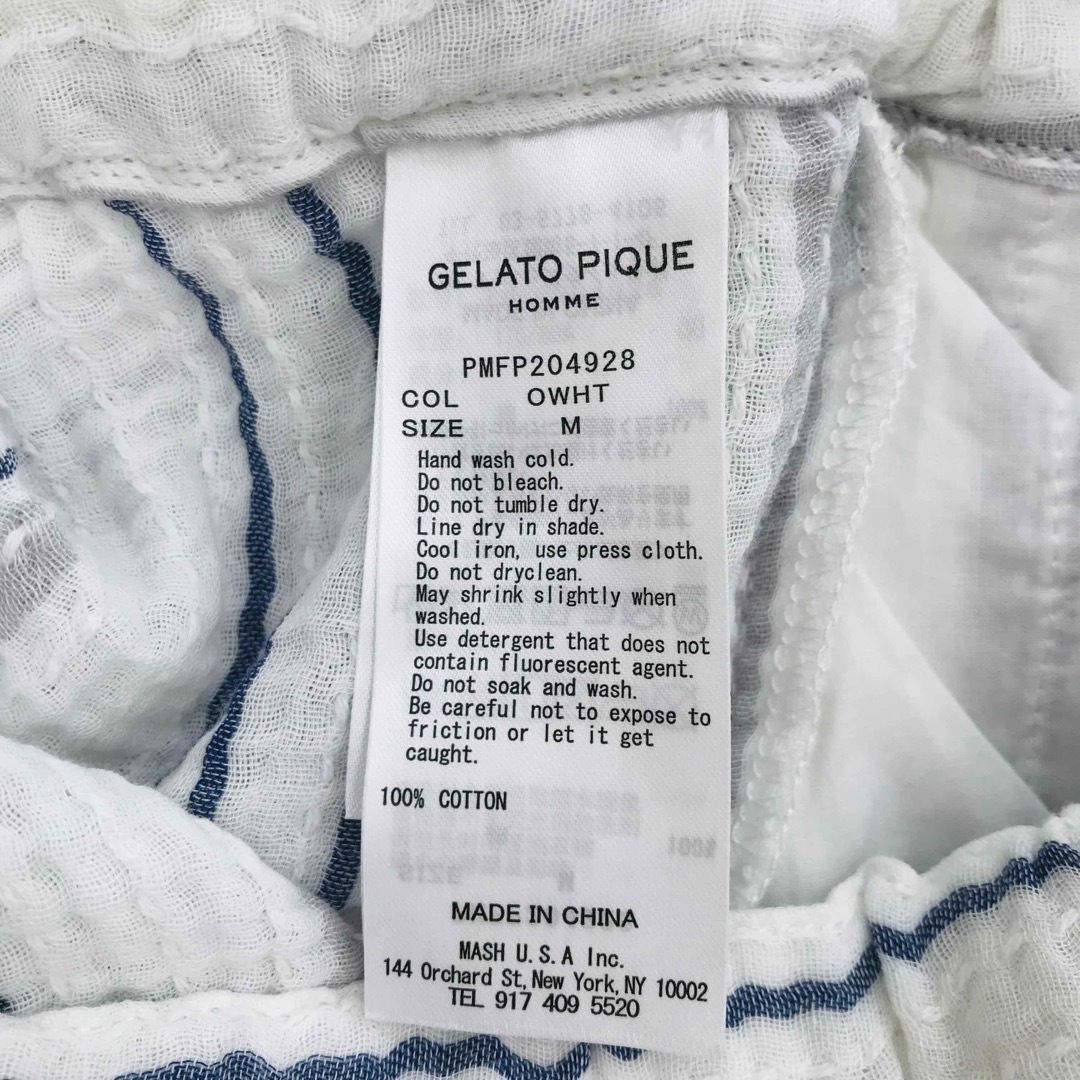 GELATO PIQUE
HOMME
PMFP204928
COL OWHT
SIZE M
Hand wash cold.
Do not bleach.
Do not tumble dry.
Line dry in shade.
Cool iron, use press cloth.
Do not dryclean.
May shrink slightly when
washed.
Use detergent that does not
contain fluorescent agent.
Do not soak and wash.
Be careful not to expose to
friction or let it get
caught.
100% COTTON
MADE IN CHINA
MASH U.S.A Inc.
144 Orchard St, New York, NY 10002
TEL 917 409 5520